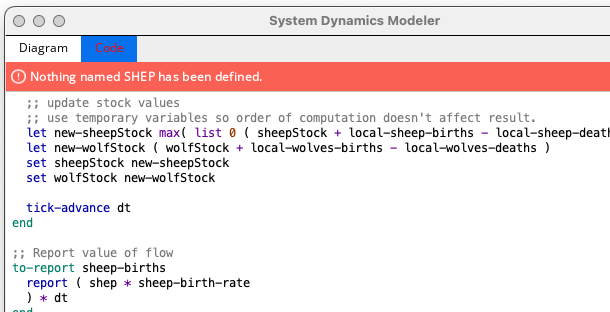 System Dynamics Modeler
Diagram Code
Nothing named SHEP has been defined.
;; update stock values
;; use temporary variables so order of computation doesn't affect result.
let new-sheepStock max( list 0 ( sheepStock + local-sheep-births - local-sheep-death
let new-wolfStock ( wolfStock + local-wolves-births - local-wolves-deaths )
set sheepStock new-sheepStock
set wolfStock new-wolfStock
tick-advance dt
end
;; Report value of flow
to-report sheep-births
report ( shep * sheep-birth-rate
) * dt
end